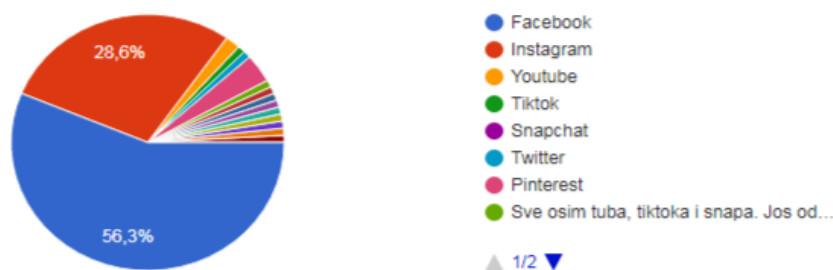 28,6%
56,3%
Facebook
Instagram
Youtube
Tiktok
Snapchat
Twitter
Pinterest
Sve osim tuba, tiktoka i snapa. Jos od...
1/2